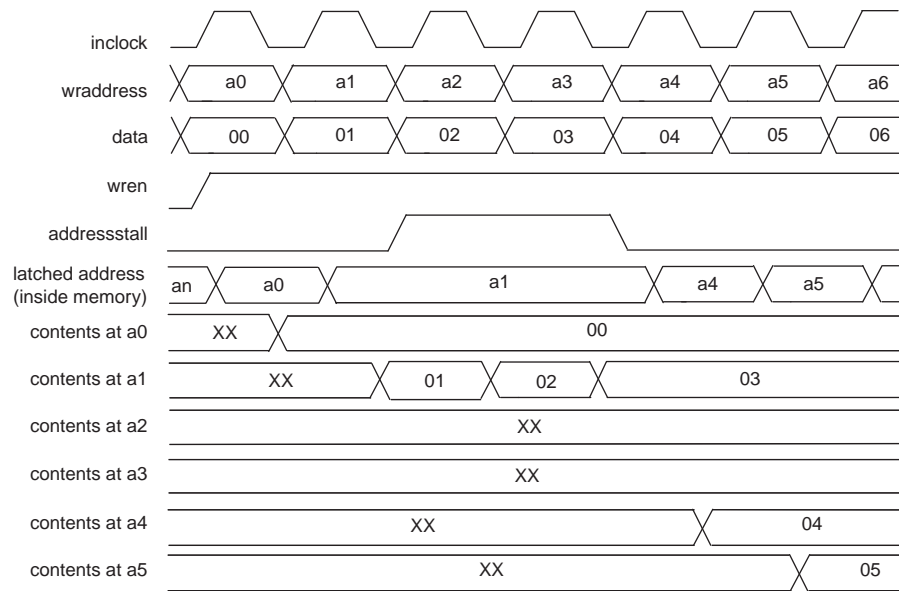 inclock
wraddress a0 a1 a2 a3 a4 a5 a6
data 00 01 02 03 04 05 06
wren
addressstall
latched address
(inside memory) an a0 a1 a4 a5
contents at a0 XX 00
contents at a1 XX 01 02 03
contents at a2 XX
contents at a3 XX
contents at a4 XX 04
contents at a5 XX 05